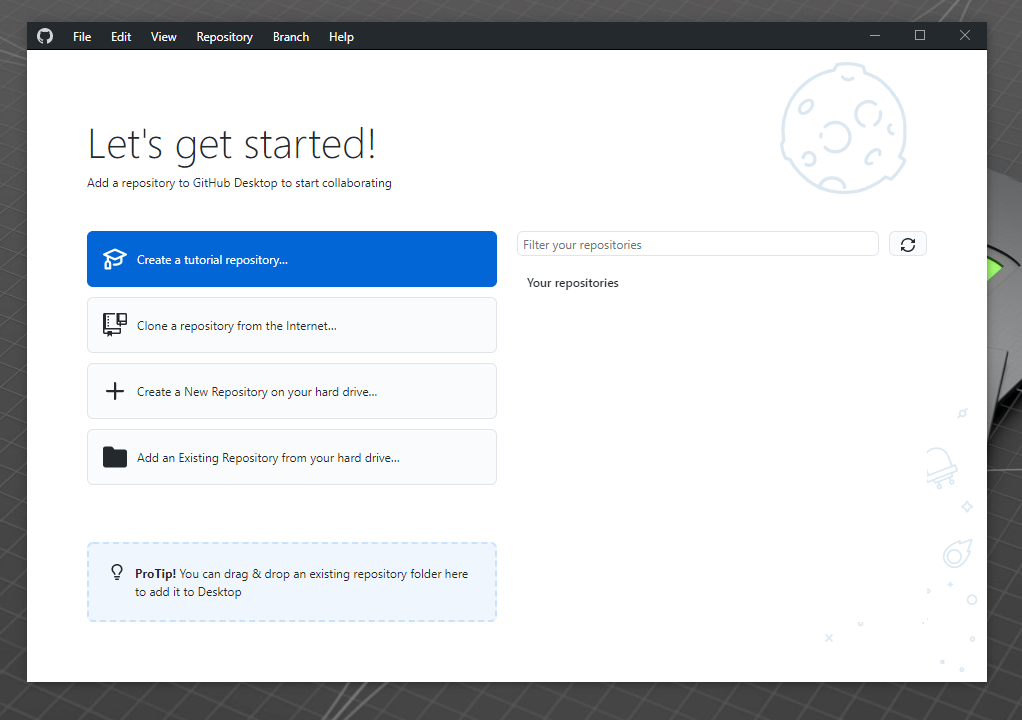 File Edit View Repository Branch Help
Let's get started!
Add a repository to GitHub Desktop to start collaborating
Create a tutorial repository...
Clone a repository from the Internet...
Create a New Repository on your hard drive...
Add an Existing Repository from your hard drive...
ProTip! You can drag & drop an existing repository folder here
to add it to Desktop
Filter your repositories
Your repositories